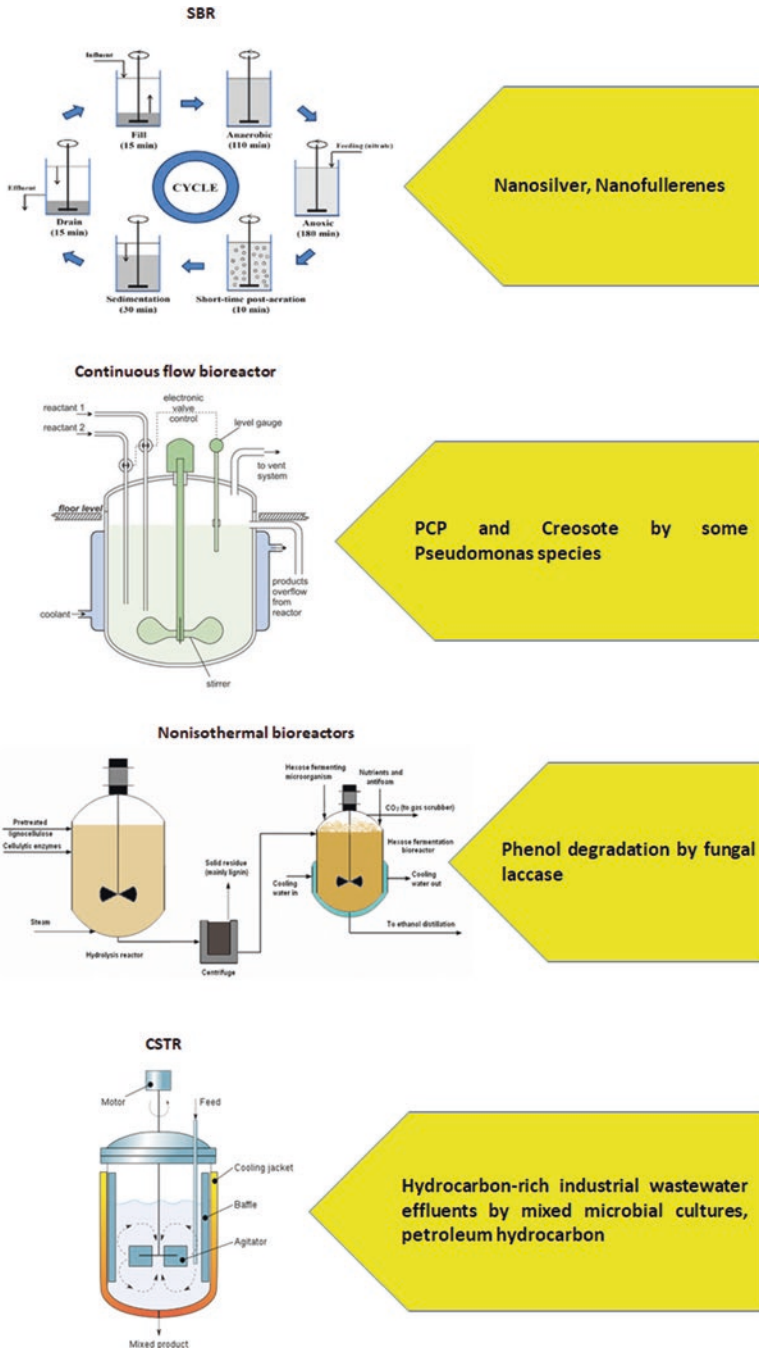 SBR
Influent
Fill
(15 min)
Anaerobic
(110 min)
Feeding (nitrate)
Anoxic
(180 min)
Short-time post-aeration
(10 min)
Sedimentation
(30 min)
Effluent
Drain
(15 min)
CYCLE
Nanosilver, Nanofullerenes
Continuous flow bioreactor
reactant 1
reactant 2
electronic
valve
control
level gauge
to vent
system
floor level
coolant
products
overflow
from
reactor
stirrer
PCP and Creosote by some
Pseudomonas species
Nonisothermal bioreactors
Pretreated
lignocellulose
Cellulytic enzymes
Steam
Hydrolysis reactor
Solid residue
(mainly lignin)
Centrifuge
Hexose fermenting
microorganism
Nutrients and
antifoam
CO₂ (to gas scrubber)
Hexose fermentation
bioreactor
Cooling
water in
Cooling
water out
To ethanol distillation
Phenol degradation by fungal
laccase
CSTR
Motor
Feed
Cooling jacket
Baffle
Agitator
Mixed product
Hydrocarbon-rich industrial wastewater
effluents by mixed microbial cultures,
petroleum hydrocarbon